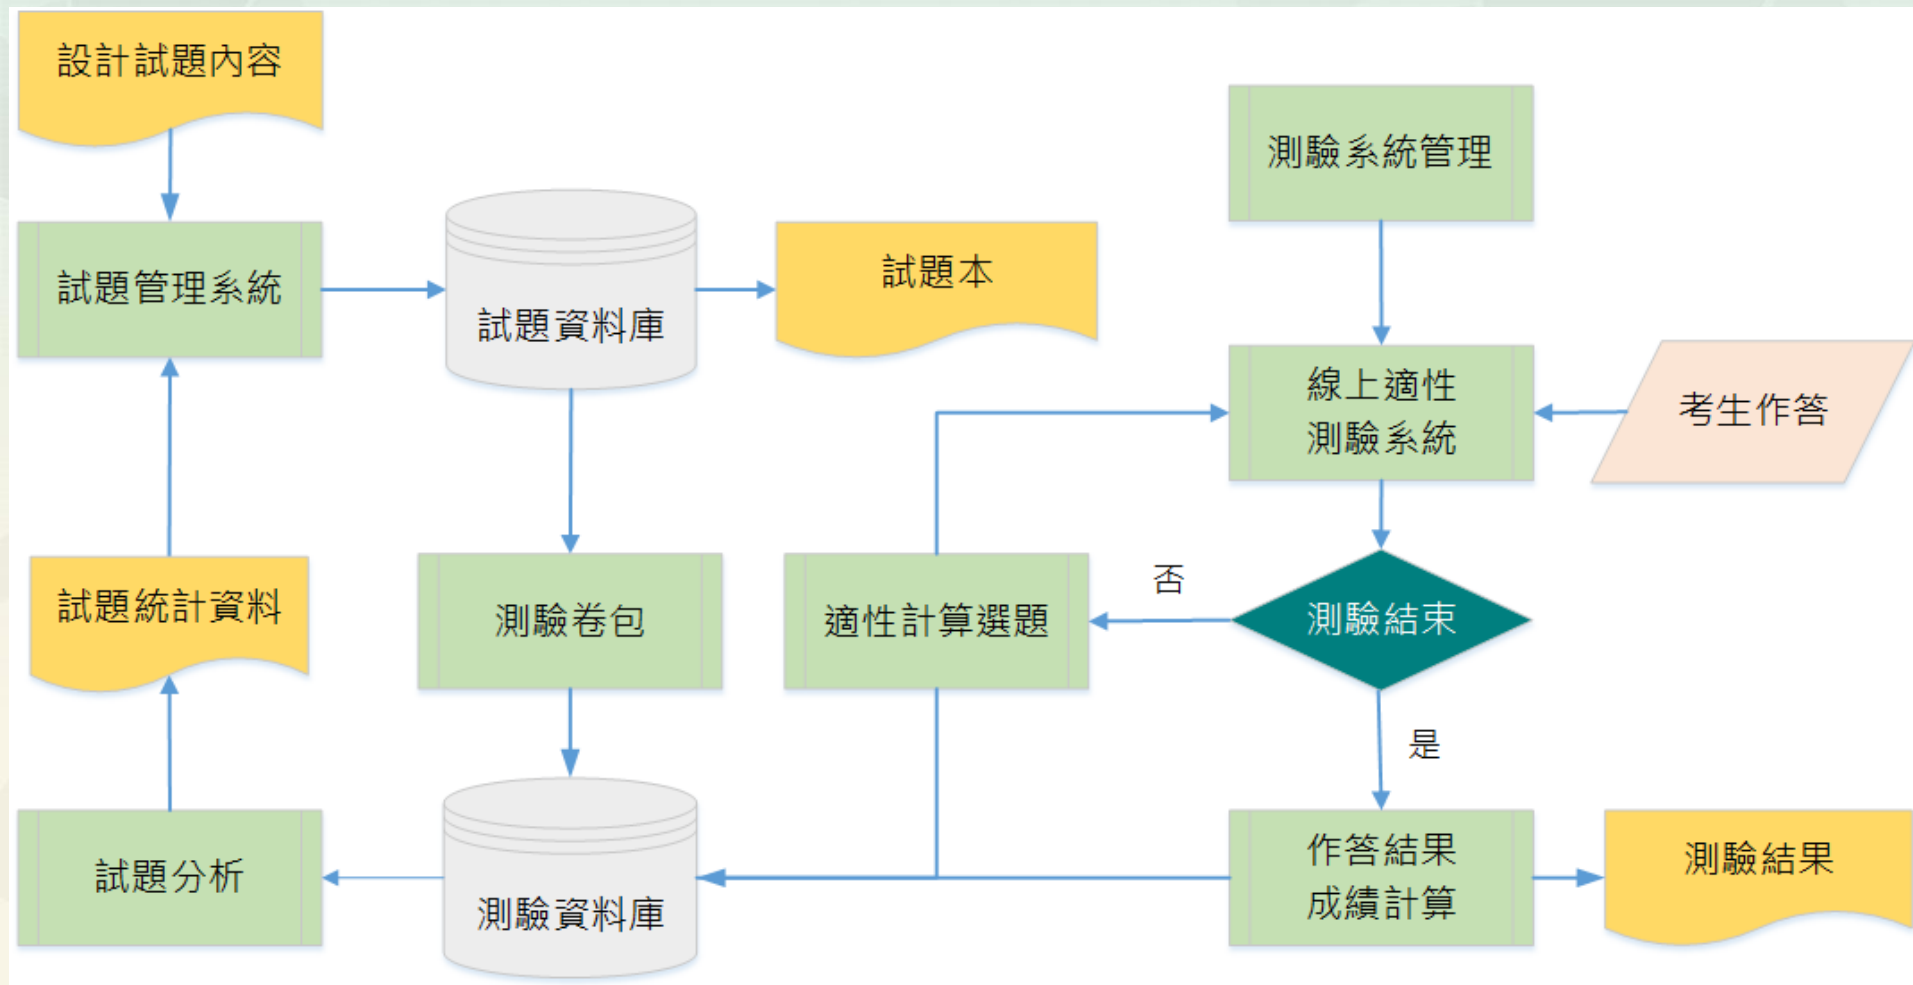 設計試題內容
測驗系統管理
試題管理系統
試題資料庫
試題本
線上適性
測驗系統
考生作答
試題統計資料
測驗卷包
適性計算選題
否
測驗結束
是
試題分析
測驗資料庫
作答結果
成績計算
測驗結果